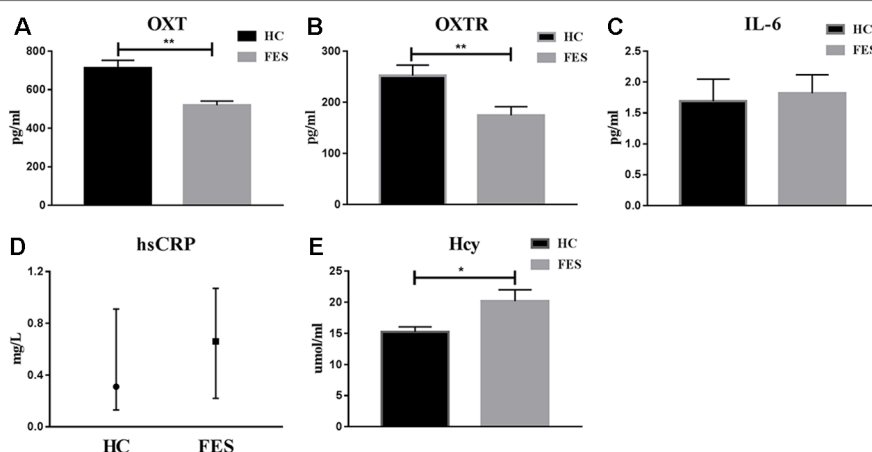 A
OXT
HC
FES
**
pg/ml
800
600
400
200
0
B
OXTR
HC
FES
**
pg/ml
300
200
100
0
C
IL-6
HC
FES
pg/ml
2.5
2.0
1.5
1.0
0.5
0.0
D
hsCRP
mg/L
1.2
0.8
0.4
0.0
HC
FES
E
Hcy
HC
FES
*
umol/ml
25
20
15
10
5
0